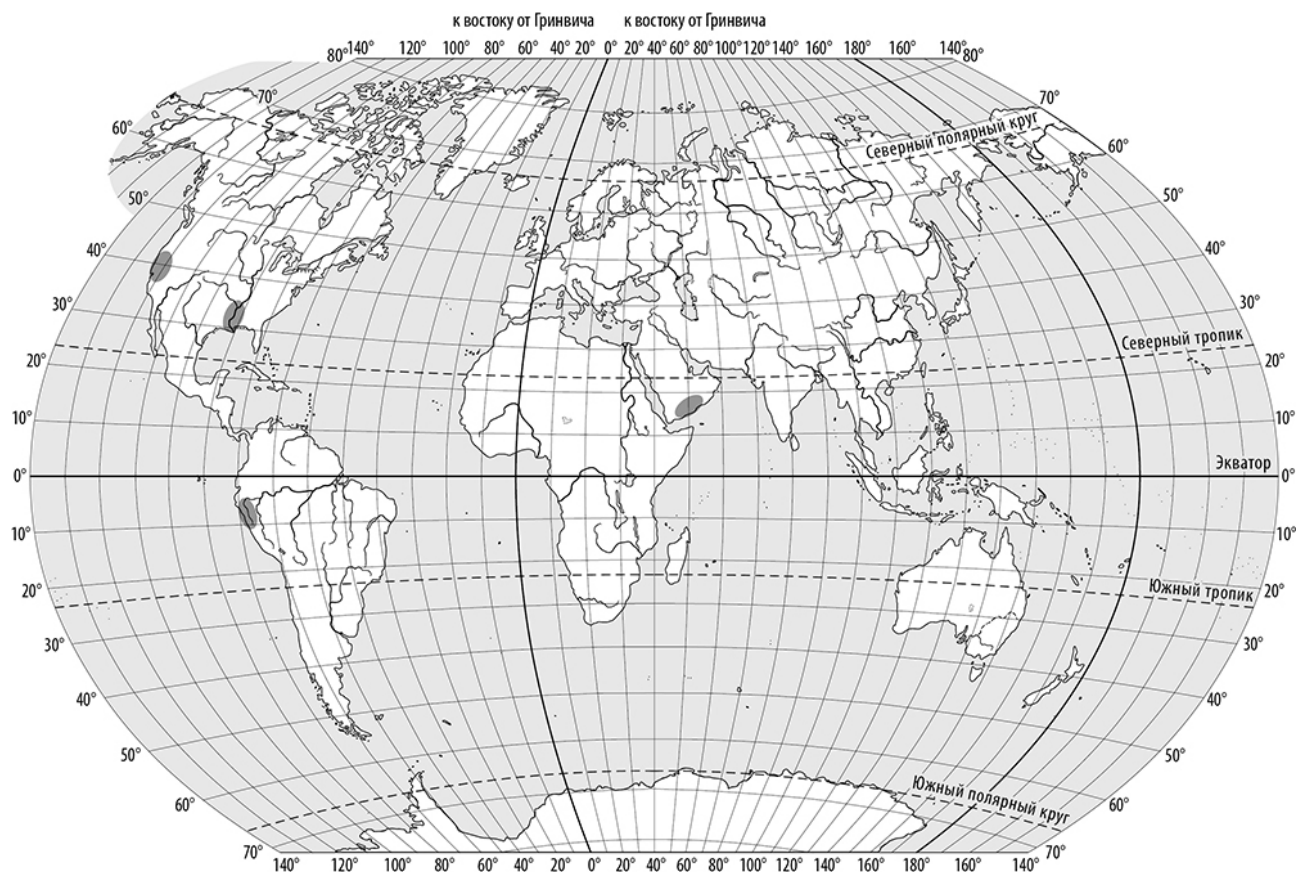 к востоку от Гринвича к востоку от Гринвича
80° 140° 120° 100° 80° 60° 40° 20° 0° 20° 40° 60° 80° 100° 120° 140° 160° 180° 160° 140° 80°
70° 70°
60° Северный полярный круг 60°
50° 50°
40° 40°
30° 30°
Северный тропик
20° 20°
10° 10°
0° Экватор 0°
10° 10°
20° Южный тропик 20°
30° 30°
40° 40°
50° 50°
60° Южный полярный круг 60°
70° 140° 120° 100° 80° 60° 40° 20° 0° 20° 40° 60° 80° 100° 120° 140° 160° 180° 160° 140° 70°